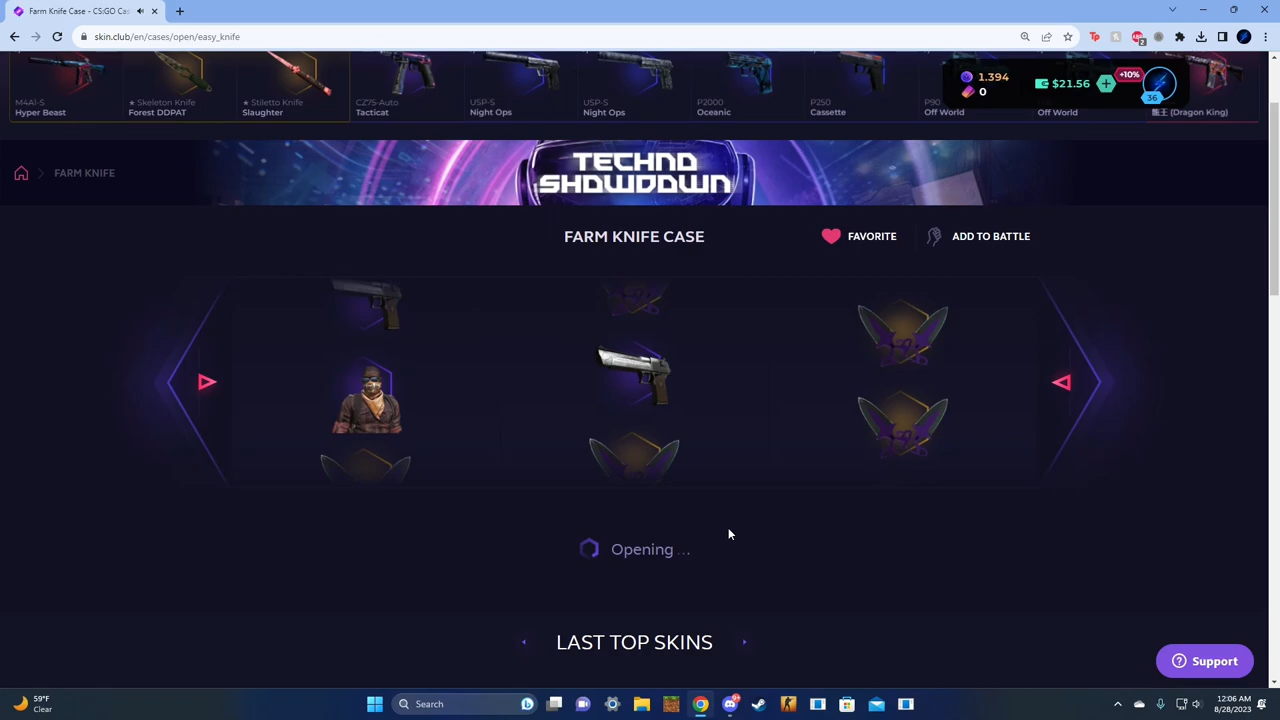 Farm Knife Case - CS:GO Cas
skin.club/en/cases/open/easy_knife
M4A1-S
Hyper Beast
★ Skeleton Knife
Forest DDPAT
★ Stiletto Knife
Slaughter
CZ75-Auto
Tacticat
USP-S
Night Ops
USP-S
Night Ops
P2000
Oceanic
P250
Cassette
P90
Off World
Off World
龍王 (Dragon King)
1.394
0
$21.56
+10%
36
TECHNO
SHOWDOWN
FARM KNIFE
FARM KNIFE CASE
FAVORITE
ADD TO BATTLE
Opening ...
LAST TOP SKINS
Support
59°F
Clear
Search
12:06 AM
8/28/2023